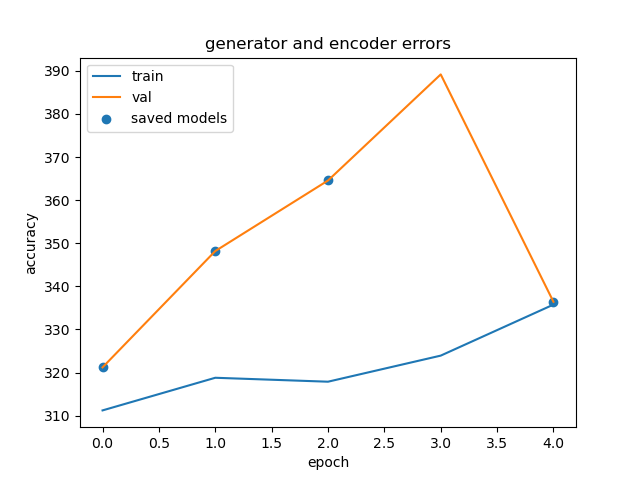 generator and encoder errors
train
val
saved models
accuracy
390
380
370
360
350
340
330
320
310
0.0 0.5 1.0 1.5 2.0 2.5 3.0 3.5 4.0
epoch